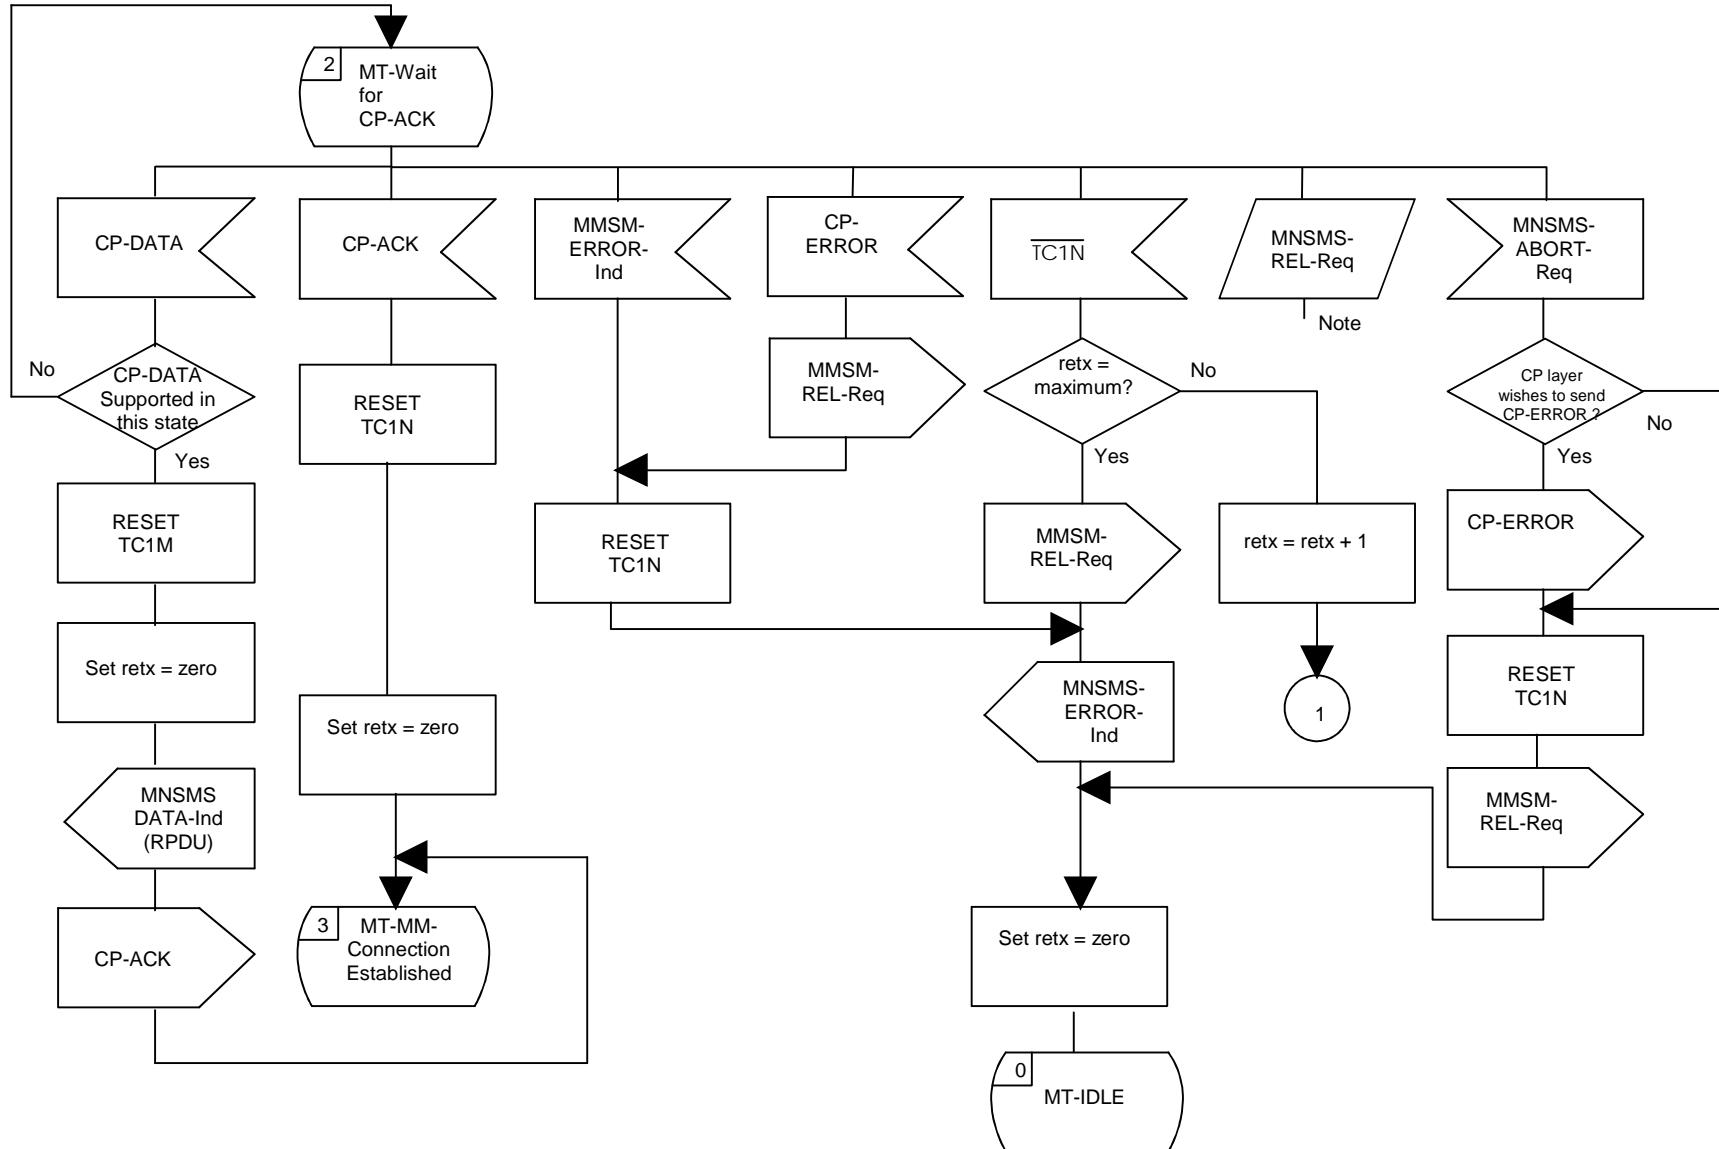 2
MT-Wait
for
CP-ACK
CP-DATA
CP-ACK
MMSM-
ERROR-
Ind
CP-
ERROR
TC1N
MNSMS-
REL-Req
Note
MNSMS-
ABORT-
Req
No
CP-DATA
Supported in
this state
Yes
RESET
TC1N
MMSM-
REL-Req
retx =
maximum?
No
Yes
CP layer
wishes to send
CP-ERROR ?
No
Yes
RESET
TC1M
RESET
TC1N
MMSM-
REL-Req
retx = retx + 1
CP-ERROR
Set retx = zero
Set retx = zero
MNSMS-
ERROR-
Ind
1
RESET
TC1N
MNSMS
DATA-Ind
(RPDU)
MMSM-
REL-Req
CP-ACK
3
MT-MM-
Connection
Established
Set retx = zero
0
MT-IDLE